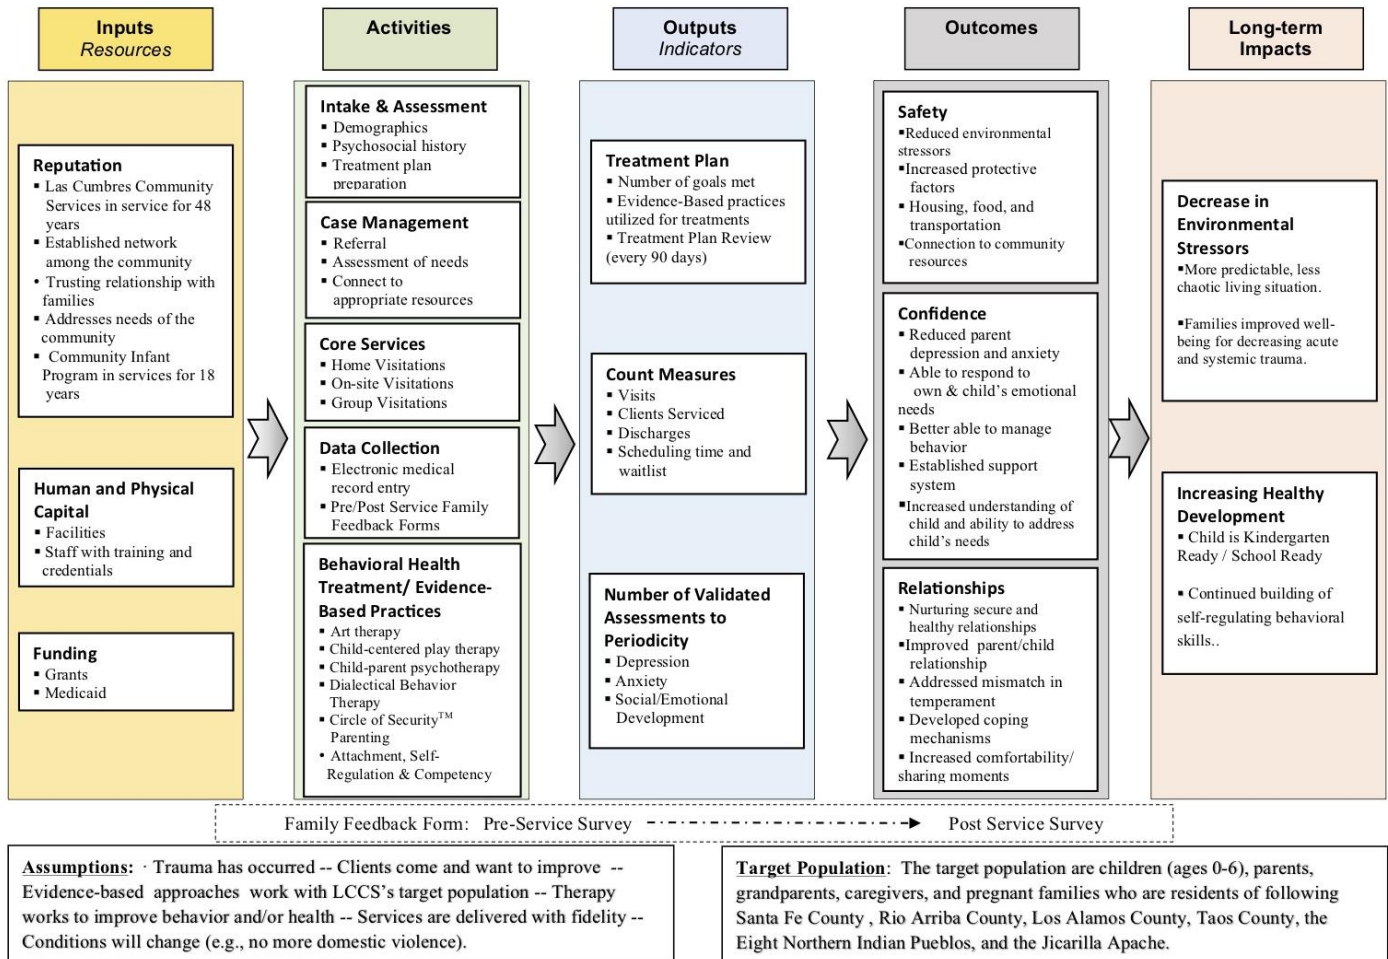 Inputs
Resources
Activities
Outputs
Indicators
Outcomes
Long-term
Impacts
Reputation
▪ Las Cumbres Community
Services in service for 48
years
▪ Established network
among the community
• Trusting relationship with
families
▪ Addresses needs of the
community
▪ Community Infant
Program in services for 18
years
Human and Physical
Capital
▪ Facilities
▪ Staff with training and
credentials
Funding
▪ Grants
▪ Medicaid
Intake & Assessment
▪ Demographics
▪ Psychosocial history
▪ Treatment plan
preparation
Case Management
▪ Referral
▪ Assessment of needs
▪ Connect to
appropriate resources
Core Services
▪ Home Visitations
▪ On-site Visitations
▪ Group Visitations
Data Collection
▪ Electronic medical
record entry
▪ Pre/Post Service Family
Feedback Forms
Behavioral Health
Treatment/ Evidence-
Based Practices
▪ Art therapy
▪ Child-centered play therapy
▪ Child-parent psychotherapy
▪ Dialectical Behavior
Therapy
▪ Circle of Security™
Parenting
• Attachment, Self-
Regulation & Competency
Treatment Plan
▪ Number of goals met
▪ Evidence-Based practices
utilized for treatments
▪ Treatment Plan Review
(every 90 days)
Count Measures
▪ Visits
▪ Clients Serviced
▪ Discharges
▪ Scheduling time and
waitlist
Number of Validated
Assessments to
Periodicity
▪ Depression
▪ Anxiety
▪ Social/Emotional
Development
Safety
▪Reduced environmental
stressors
▪Increased protective
factors
▪ Housing, food, and
transportation
▪Connection to community
resources
Confidence
▪ Reduced parent
depression and anxiety
▪ Able to respond to
own & child's emotional
needs
▪ Better able to manage
behavior
▪ Established support
system
▪Increased understanding of
child and ability to address
child's needs
Relationships
▪ Nurturing secure and
healthy relationships
▪Improved parent/child
relationship
▪ Addressed mismatch in
temperament
▪ Developed coping
mechanisms
▪Increased comfortability/
sharing moments
Decrease in
Environmental
Stressors
▪More predictable, less
chaotic living situation.
▪Families improved well-
being for decreasing acute
and systemic trauma.
Increasing Healthy
Development
▪ Child is Kindergarten
Ready / School Ready
▪ Continued building of
self-regulating behavioral
skills..
Family Feedback Form: Pre-Service Survey Post Service Survey
Assumptions: · Trauma has occurred -- Clients come and want to improve --
Evidence-based approaches work with LCCS's target population -- Therapy
works to improve behavior and/or health -- Services are delivered with fidelity --
Conditions will change (e.g., no more domestic violence).
Target Population: The target population are children (ages 0-6), parents,
grandparents, caregivers, and pregnant families who are residents of following
Santa Fe County , Rio Arriba County, Los Alamos County, Taos County, the
Eight Northern Indian Pueblos, and the Jicarilla Apache.